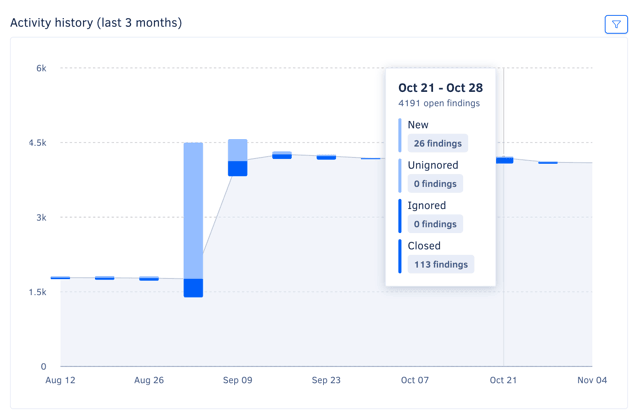 Activity history (last 3 months)
6k
4.5k
3k
1.5k
0
Oct 21 - Oct 28
4191 open findings
New
26 findings
Unignored
0 findings
Ignored
0 findings
Closed
113 findings
Aug 12
Aug 26
Sep 09
Sep 23
Oct 07
Oct 21
Nov 04